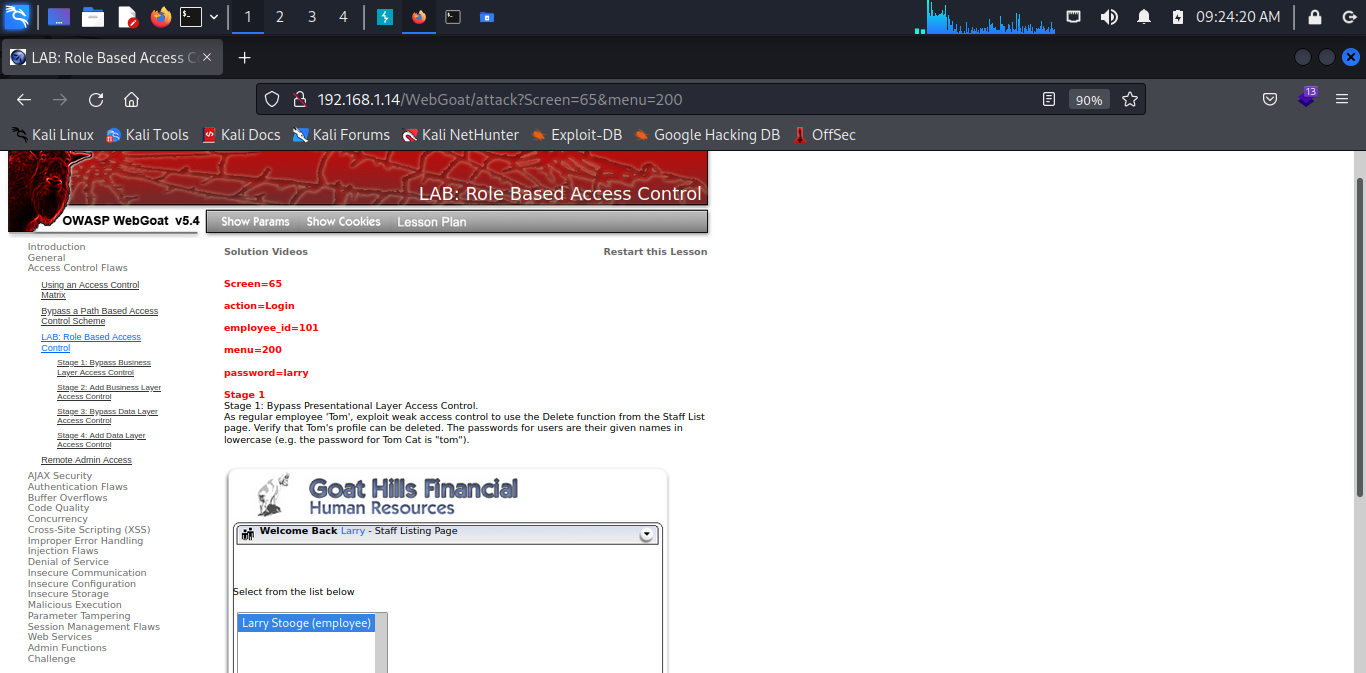 1 2 3 4 09:24:20 AM
LAB: Role Based Access Co
192.168.1.14/WebGoat/attack?Screen=65&menu=200 90% 13
Kali Linux Kali Tools Kali Docs Kali Forums Kali NetHunter Exploit-DB Google Hacking DB OffSec
LAB: Role Based Access Control
OWASP WebGoat v5.4 Show Params Show Cookies Lesson Plan
Introduction
General
Access Control Flaws
Using an Access Control
Matrix
Bypass a Path Based Access
Control Scheme
LAB: Role Based Access
Control
Stage 1: Bypass Business
Layer Access Control
Stage 2: Add Business Layer
Access Control
Stage 3: Bypass Data Layer
Access Control
Stage 4: Add Data Layer
Access Control
Remote Admin Access
AJAX Security
Authentication Flaws
Buffer Overflows
Code Quality
Concurrency
Cross-Site Scripting (XSS)
Improper Error Handling
Injection Flaws
Denial of Service
Insecure Communication
Insecure Configuration
Insecure Storage
Malicious Execution
Parameter Tampering
Session Management Flaws
Web Services
Admin Functions
Challenge
Solution Videos Restart this Lesson
Screen=65
action=Login
employee_id=101
menu=200
password=larry
Stage 1
Stage 1: Bypass Presentational Layer Access Control.
As regular employee 'Tom', exploit weak access control to use the Delete function from the Staff List
page. Verify that Tom's profile can be deleted. The passwords for users are their given names in
lowercase (e.g. the password for Tom Cat is "tom").
Goat Hills Financial
Human Resources
Welcome Back Larry - Staff Listing Page
Select from the list below
Larry Stooge (employee)